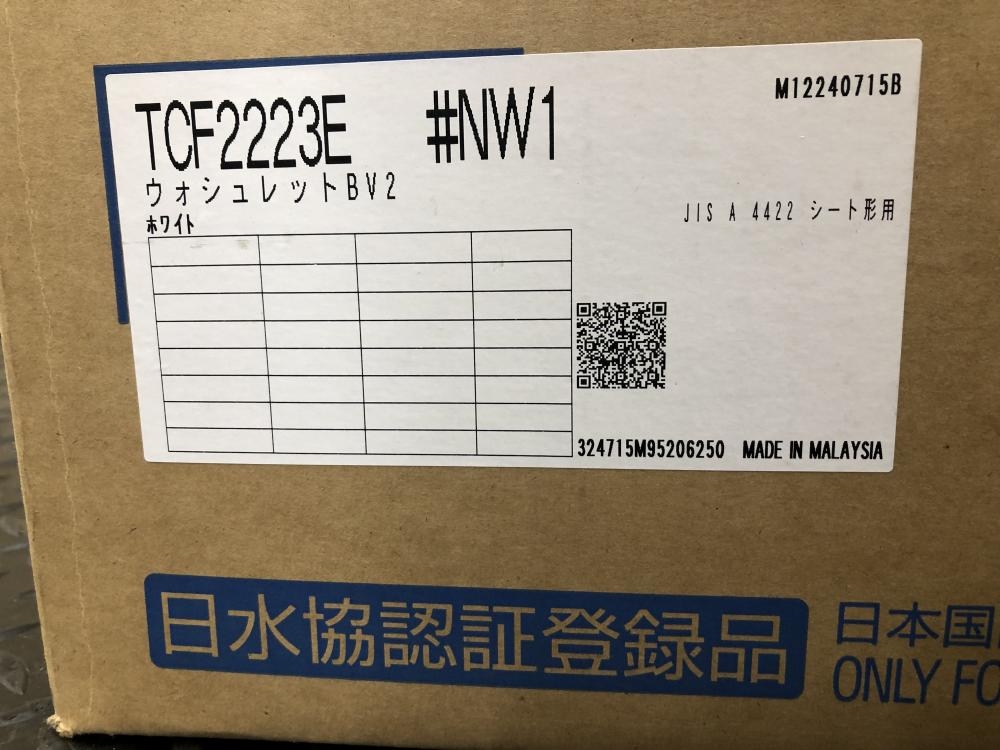 M12240715B
TCF2223E #NW1
ウォシュレットBV2
ホワイト
JIS A 4422 シート形用
324715M95206250 MADE IN MALAYSIA
日水協認証登録品
日本国
ONLY FO